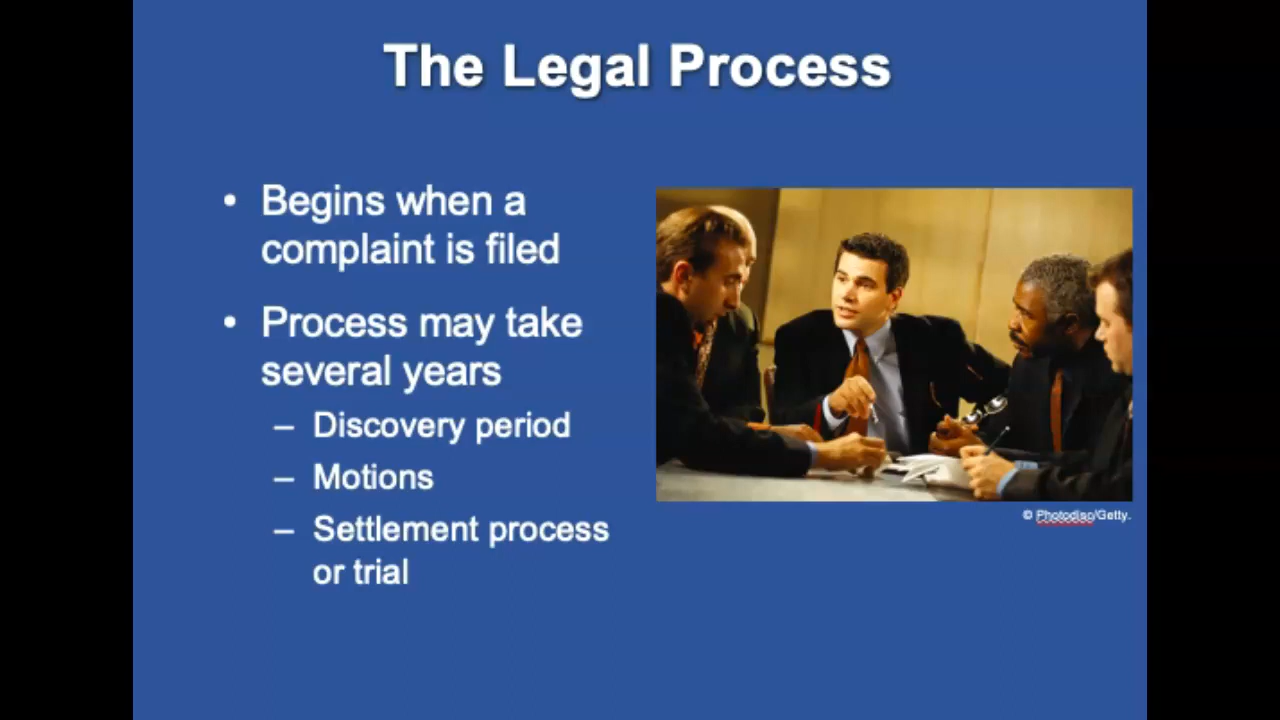 The Legal Process
• Begins when a
complaint is filed
• Process may take
several years
– Discovery period
– Motions
– Settlement process
or trial
© Photodisc/Getty.